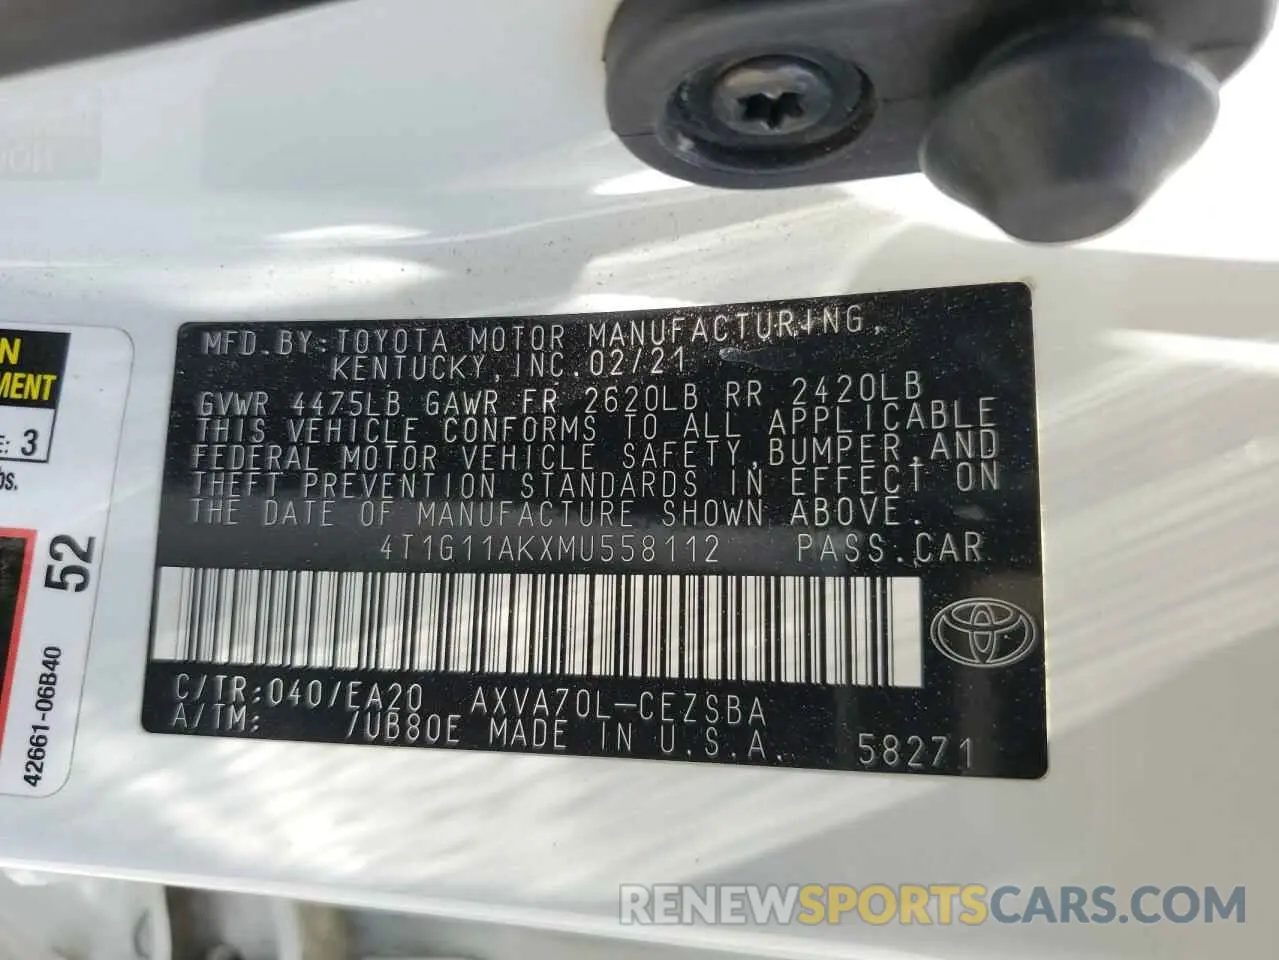 MFD.BY:TOYOTA MOTOR MANUFACTURING,
KENTUCKY,INC.02/21
GVWR 4475LB GAWR FR 2620LB RR 2420LB
THIS VEHICLE CONFORMS TO ALL APPLICABLE
FEDERAL MOTOR VEHICLE SAFETY,BUMPER,AND
THEFT PREVENTION STANDARDS IN EFFECT ON
THE DATE OF MANUFACTURE SHOWN ABOVE.
4T1G11AKXMU558112 PASS.CAR
C/TR:040/EA20 AXVA70L-CEZSBA
A/TM: /UB80E MADE IN U.S.A.
58271
3
52
42661-06B40
RENEWSPORTSCARS.COM